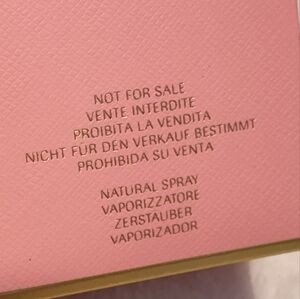 NOT FOR SALE
VENTE INTERDITE
PROIBITA LA VENDITA
NICHT FÜR DEN VERKAUF BESTIMMT
PROHIBIDA SU VENTA
NATURAL SPRAY
VAPORIZZATORE
ZERSTAUBER
VAPORIZADOR